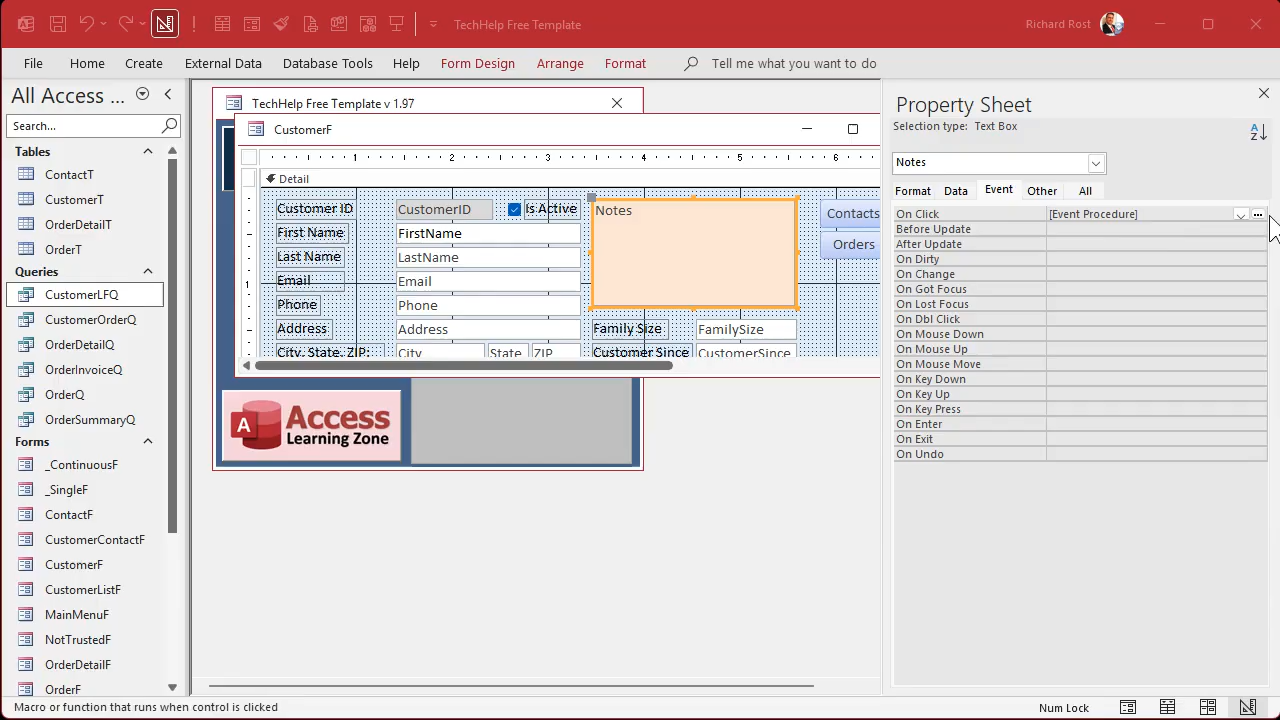 TechHelp Free Template
Richard Rost
File
Home
Create
External Data
Database Tools
Help
Form Design
Arrange
Format
Tell me what you want to do
All Access ...
Search...
Tables
ContactT
CustomerT
OrderDetailT
OrderT
Queries
CustomerLFQ
CustomerOrderQ
OrderDetailQ
OrderInvoiceQ
OrderQ
OrderSummaryQ
Forms
_ContinuousF
_SingleF
ContactF
CustomerContactF
CustomerF
CustomerListF
MainMenuF
NotTrustedF
OrderDetailF
OrderF
TechHelp Free Template v 1.97
CustomerF
1 2 3 4 5 6
Detail
1
Customer ID
CustomerID
Is Active
First Name
FirstName
Last Name
LastName
Email
Email
Phone
Phone
Address
Address
City, State, ZIP:
City
State
ZIP
Notes
Family Size
FamilySize
Customer Since
CustomerSince
Contacts
Orders
A
Access
Learning Zone
Property Sheet
Selection type: Text Box
A
Z
Notes
Format
Data
Event
Other
All
On Click
[Event Procedure]
Before Update
After Update
On Dirty
On Change
On Got Focus
On Lost Focus
On Dbl Click
On Mouse Down
On Mouse Up
On Mouse Move
On Key Down
On Key Up
On Key Press
On Enter
On Exit
On Undo
Macro or function that runs when control is clicked
Num Lock